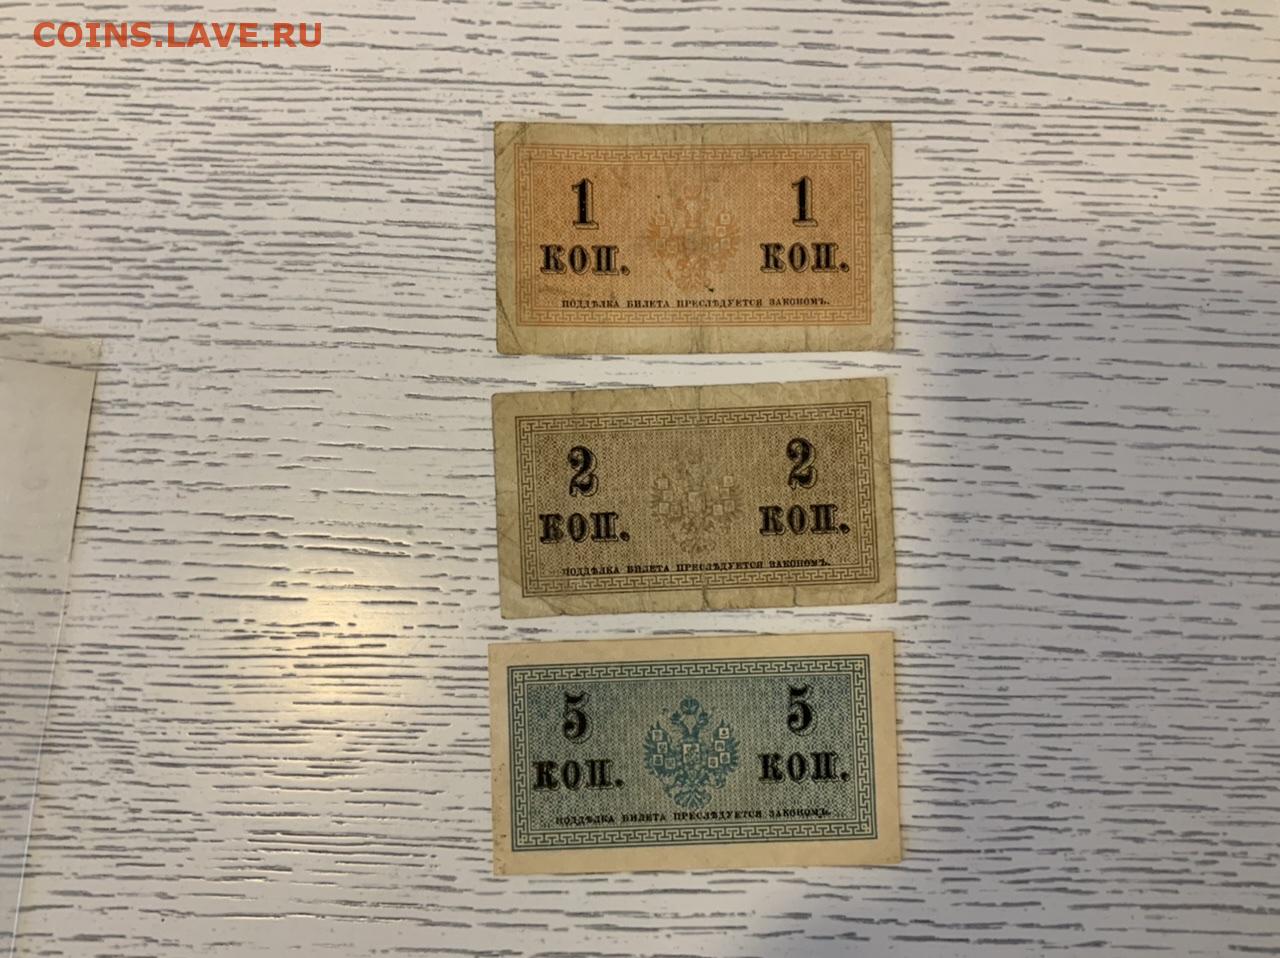 COINS.LAVE.RU
1 1
КОП. КОП.
ПОДДѢЛКА БИЛЕТА ПРЕСЛѢДУЕТСЯ ЗАКОНОМЪ.
2 2
КОП. КОП.
ПОДДѢЛКА БИЛЕТА ПРЕСЛѢДУЕТСЯ ЗАКОНОМЪ.
5 5
КОП. КОП.
ПОДДѢЛКА БИЛЕТА ПРЕСЛѢДУЕТСЯ ЗАКОНОМЪ.